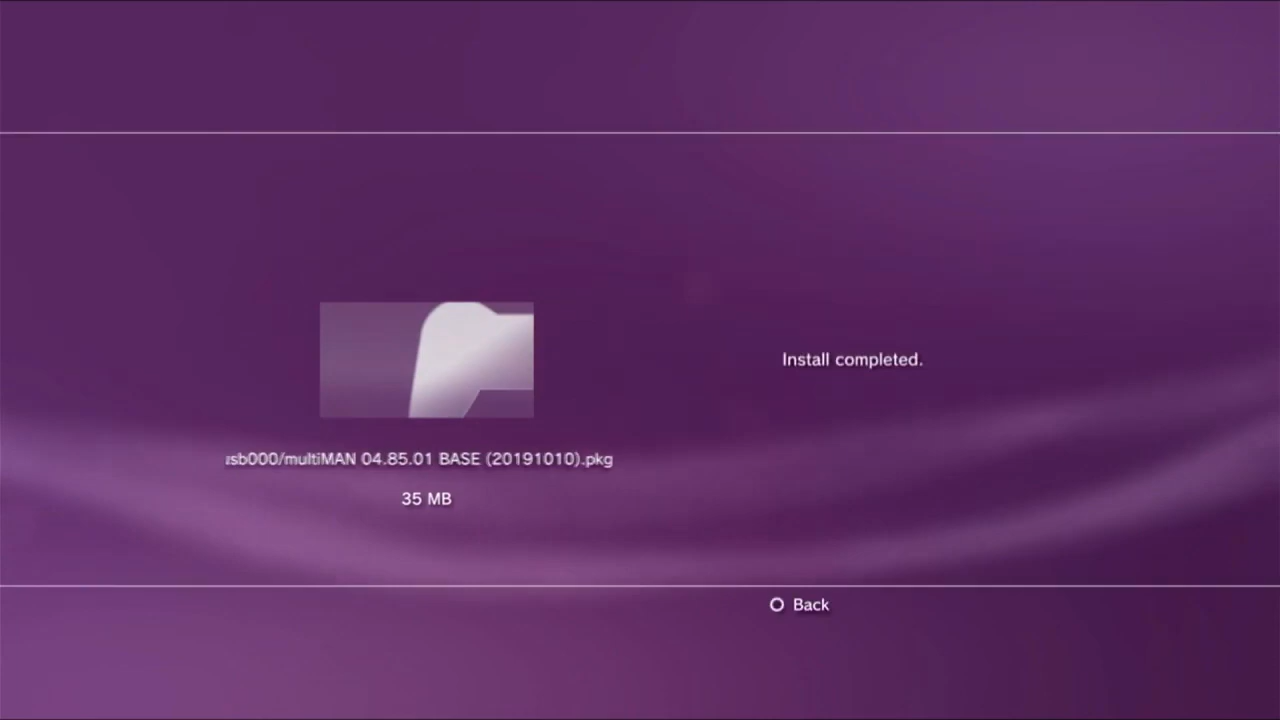 Install completed.
sb000/multiMAN 04.85.01 BASE (20191010).pkg
35 MB
Back